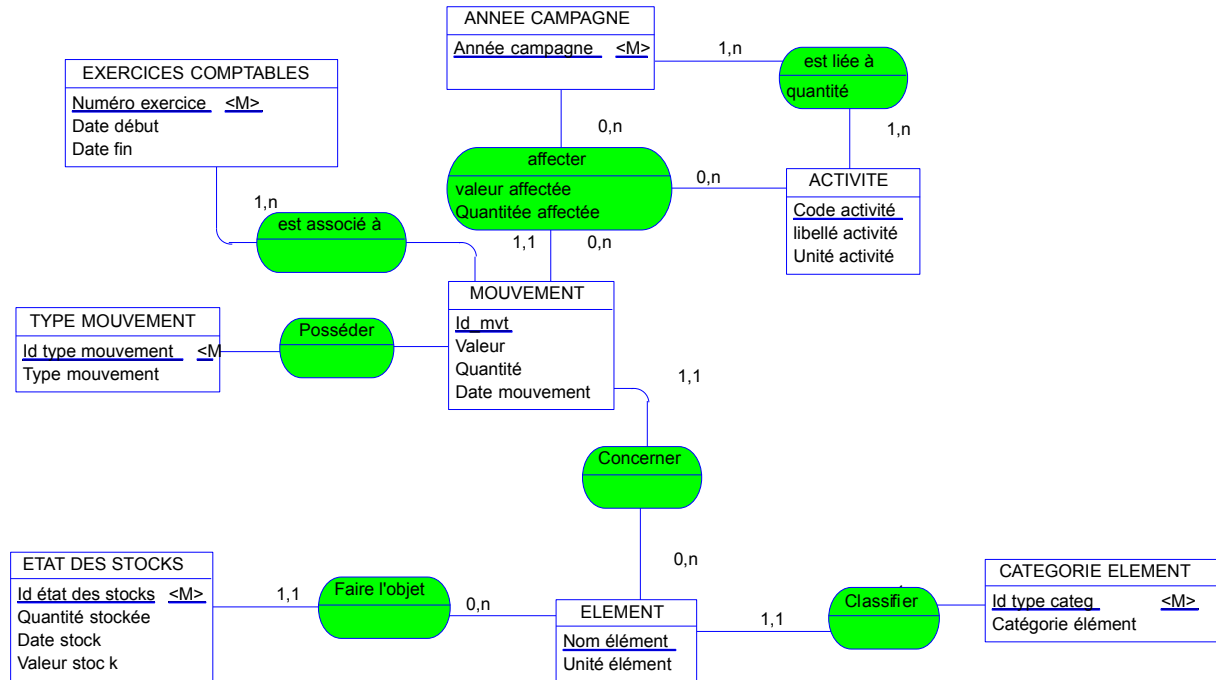 ANNEE CAMPAGNE
Année campagne <M>
1,n
est liée à
quantité
EXERCICES COMPTABLES
Numéro exercice <M>
Date début
Date fin
0,n
1,n
affecter
valeur affectée
Quantitée affectée
0,n
ACTIVITE
Code activité
libellé activité
Unité activité
1,n
est associé à
1,1
0,n
MOUVEMENT
Id_mvt
Valeur
Quantité
Date mouvement
TYPE MOUVEMENT
Id type mouvement <M
Type mouvement
Posséder
1,1
Concerner
0,n
ETAT DES STOCKS
Id état des stocks <M>
Quantité stockée
Date stock
Valeur stoc k
1,1
Faire l'objet
0,n
ELEMENT
Nom élément
Unité élément
1,1
Classifier
CATEGORIE ELEMENT
Id type categ <M>
Catégorie élément